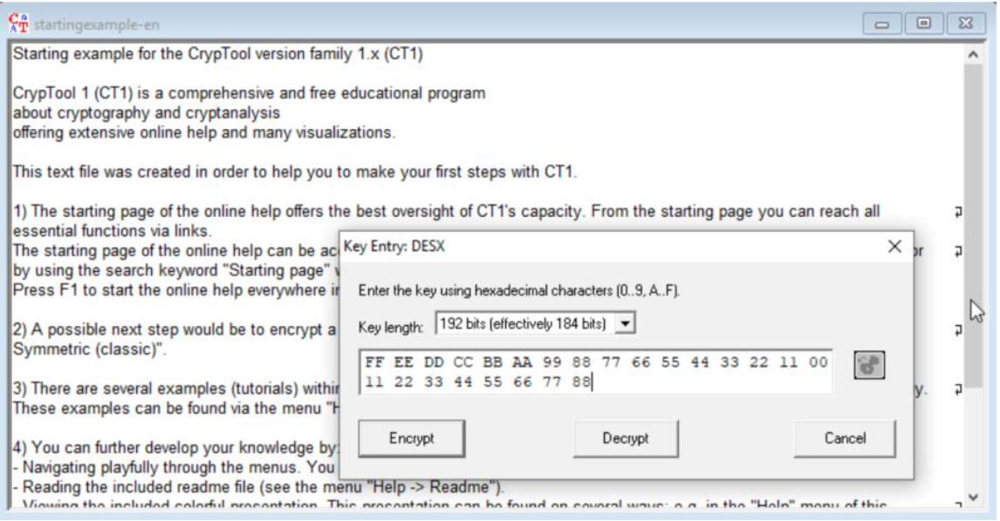 startingexample-en
Starting example for the CrypTool version family 1.x (CT1)
CrypTool 1 (CT1) is a comprehensive and free educational program
about cryptography and cryptanalysis
offering extensive online help and many visualizations.
This text file was created in order to help you to make your first steps with CT1.
1) The starting page of the online help offers the best oversight of CT1's capacity. From the starting page you can reach all
essential functions via links.
The starting page of the online help can be ac
or
by using the search keyword "Starting page"
Press F1 to start the online help everywhere i
2) A possible next step would be to encrypt a
Symmetric (classic)".
3) There are several examples (tutorials) within
y.
These examples can be found via the menu "H
4) You can further develop your knowledge by:
- Navigating playfully through the menus. You
- Reading the included readme file (see the menu "Help -> Readme").
- Viewing the included colorful presentation. This presentation can be found on several ways: e.g. in the "Help" menu of this
Key Entry: DESX
Enter the key using hexadecimal characters (0..9, A..F).
Key length: 192 bits (effectively 184 bits)
FF EE DD CC BB AA 99 88 77 66 55 44 33 22 11 00
11 22 33 44 55 66 77 88
Encrypt Decrypt Cancel